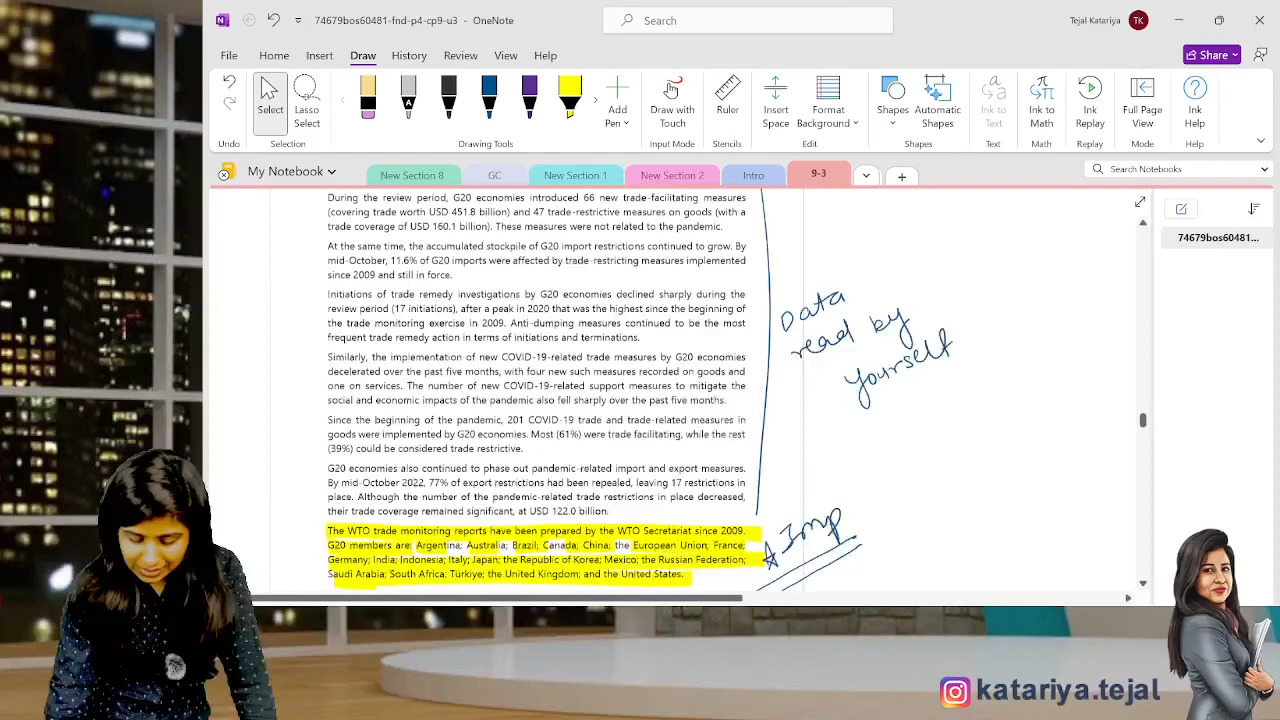 74679bos60481-fnd-p4-cp9-u3 - OneNote
Search
Tejal Katariya
TK
File Home Insert Draw History Review View Help
Share
Select
Lasso Select
Add Pen
Draw with Touch
Ruler
Insert Space
Format Background
Shapes
Automatic Shapes
Ink to Text
Ink to Math
Ink Replay
Full Page View
Ink Help
Undo Selection Drawing Tools Input Mode Stencils Edit Shapes Text Math Replay View Help
My Notebook
New Section 8 GC New Section 1 New Section 2 Intro 9-3
Search Notebooks
74679bos60481...
During the review period, G20 economies introduced 66 new trade-facilitating measures
(covering trade worth USD 451.8 billion) and 47 trade-restrictive measures on goods (with a
trade coverage of USD 160.1 billion). These measures were not related to the pandemic.
At the same time, the accumulated stockpile of G20 import restrictions continued to grow. By
mid-October, 11.6% of G20 imports were affected by trade-restricting measures implemented
since 2009 and still in force.
Initiations of trade remedy investigations by G20 economies declined sharply during the
review period (17 initiations), after a peak in 2020 that was the highest since the beginning of
the trade monitoring exercise in 2009. Anti-dumping measures continued to be the most
frequent trade remedy action in terms of initiations and terminations.
Similarly, the implementation of new COVID-19-related trade measures by G20 economies
decelerated over the past five months, with four new such measures recorded on goods and
one on services. The number of new COVID-19-related support measures to mitigate the
social and economic impacts of the pandemic also fell sharply over the past five months.
Since the beginning of the pandemic, 201 COVID-19 trade and trade-related measures in
goods were implemented by G20 economies. Most (61%) were trade facilitating, while the rest
(39%) could be considered trade restrictive.
G20 economies also continued to phase out pandemic-related import and export measures.
By mid-October 2022, 77% of export restrictions had been repealed, leaving 17 restrictions in
place. Although the number of the pandemic-related trade restrictions in place decreased,
their trade coverage remained significant, at USD 122.0 billion.
The WTO trade monitoring reports have been prepared by the WTO Secretariat since 2009.
G20 members are: Argentina; Australia; Brazil; Canada; China; the European Union; France;
Germany; India; Indonesia; Italy; Japan; the Republic of Korea; Mexico; the Russian Federation;
Saudi Arabia; South Africa; Türkiye; the United Kingdom; and the United States.
Data
read by
yourself
Imp
katariya.tejal